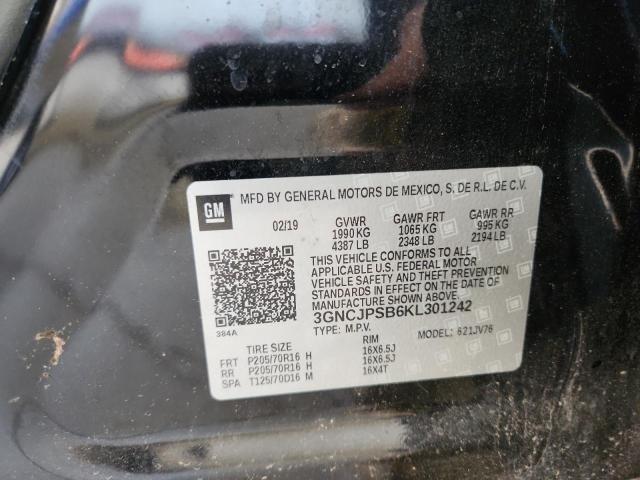 GM
MFD BY GENERAL MOTORS DE MEXICO, S. DE R.L. DE C.V.
02/19 GVWR GAWR FRT GAWR RR
1990 KG 1065 KG 995 KG
4387 LB 2348 LB 2194 LB
THIS VEHICLE CONFORMS TO ALL
APPLICABLE U.S. FEDERAL MOTOR
VEHICLE SAFETY AND THEFT PREVENTION
STANDARDS IN EFFECT ON THE DATE OF
MANUFACTURE SHOWN ABOVE.
3GNCJPSB6KL301242
384A TYPE: M.P.V. MODEL: 621JV76
TIRE SIZE RIM
FRT P205/70R16 H 16X6.5J
RR P205/70R16 H 16X6.5J
SPA T125/70D16 M 16X4T